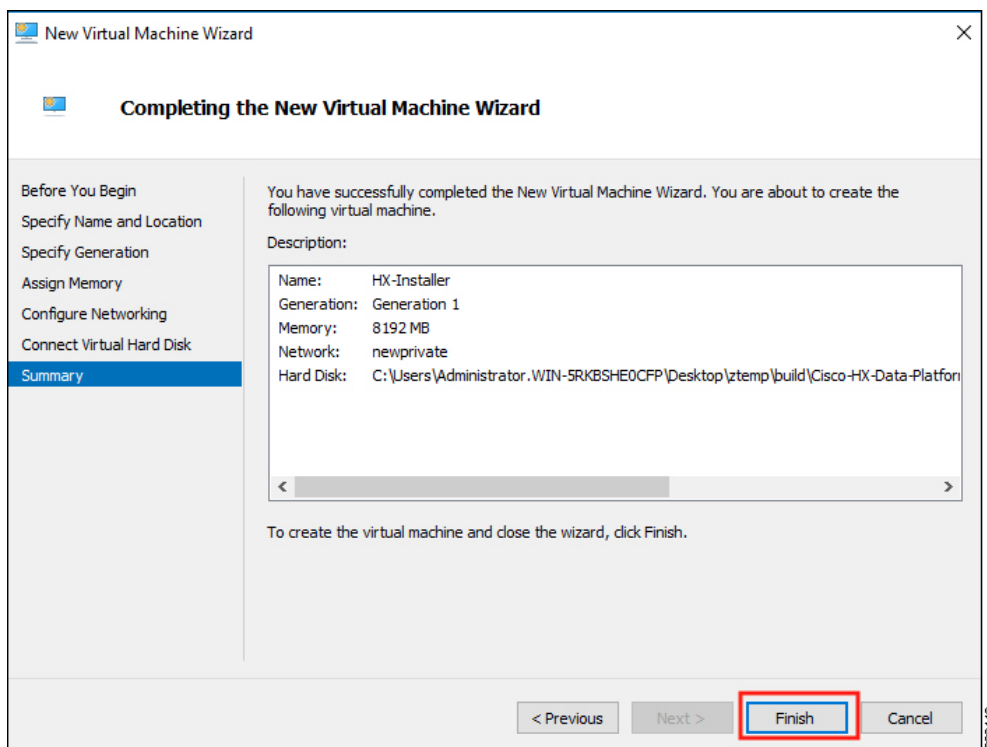 New Virtual Machine Wizard
Completing the New Virtual Machine Wizard
Before You Begin
Specify Name and Location
Specify Generation
Assign Memory
Configure Networking
Connect Virtual Hard Disk
Summary
You have successfully completed the New Virtual Machine Wizard. You are about to create the
following virtual machine.
Description:
Name: HX-Installer
Generation: Generation 1
Memory: 8192 MB
Network: newprivate
Hard Disk: C:\Users\Administrator.WIN-5RKBSHE0CFP\Desktop\ztemp\build\Cisco-HX-Data-Platfor
To create the virtual machine and close the wizard, click Finish.
< Previous
Next >
Finish
Cancel